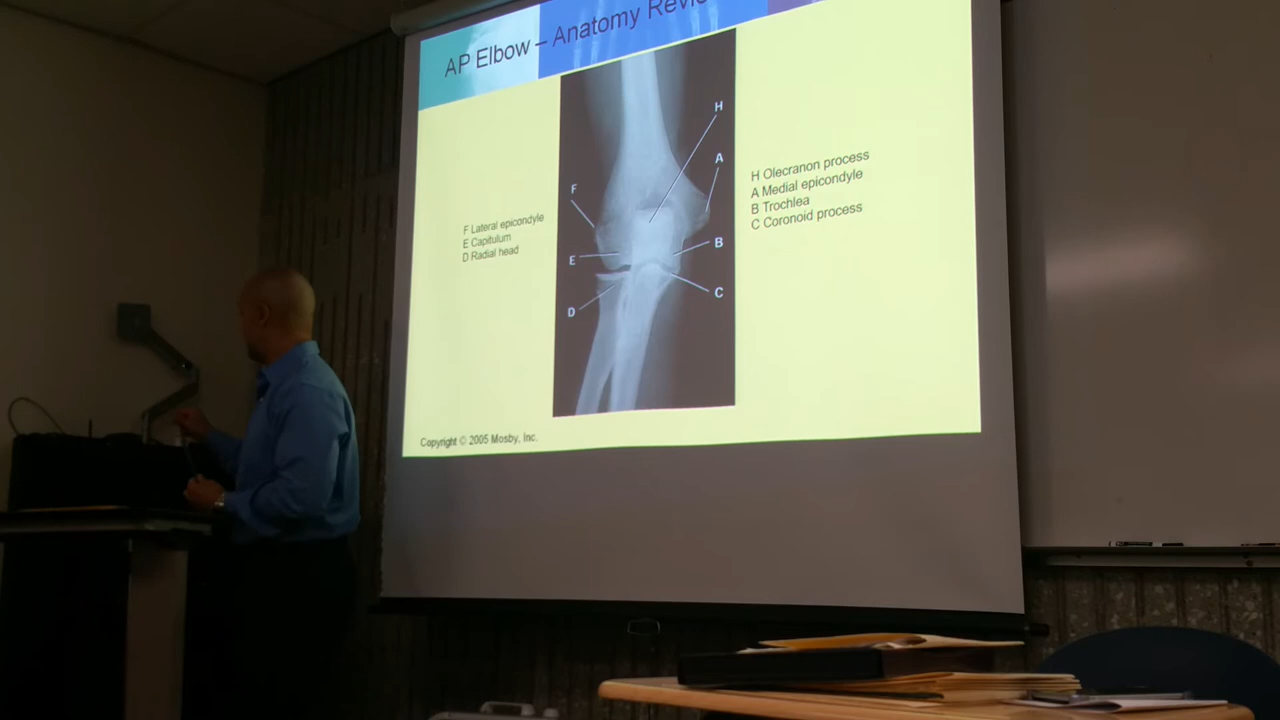 AP Elbow – Anatomy
H
A
F
B
E
C
D
F Lateral epicondyle
E Capitulum
D Radial head
H Olecranon process
A Medial epicondyle
B Trochlea
C Coronoid process
Copyright © 2005 Mosby, Inc.